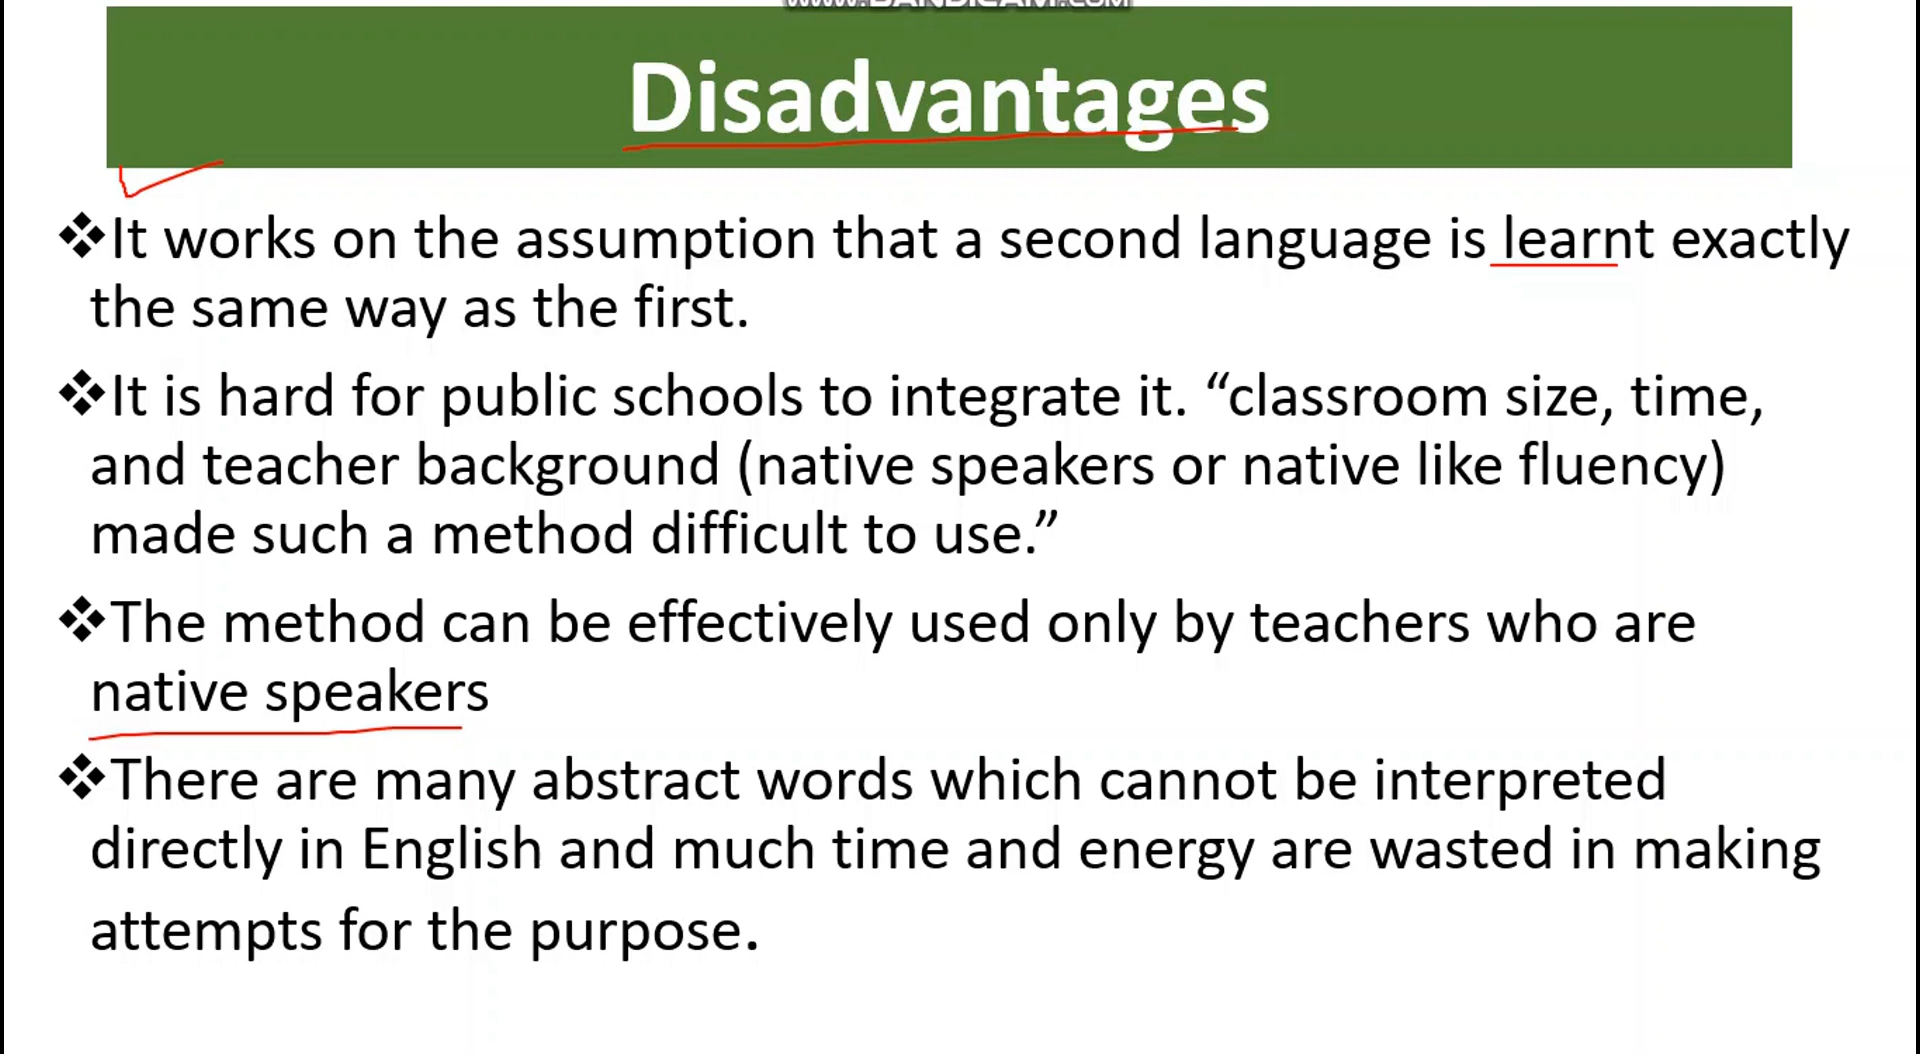 www.BANDICAM.com
Disadvantages
❖It works on the assumption that a second language is learnt exactly
the same way as the first.
❖It is hard for public schools to integrate it. “classroom size, time,
and teacher background (native speakers or native like fluency)
made such a method difficult to use.”
❖The method can be effectively used only by teachers who are
native speakers
❖There are many abstract words which cannot be interpreted
directly in English and much time and energy are wasted in making
attempts for the purpose.